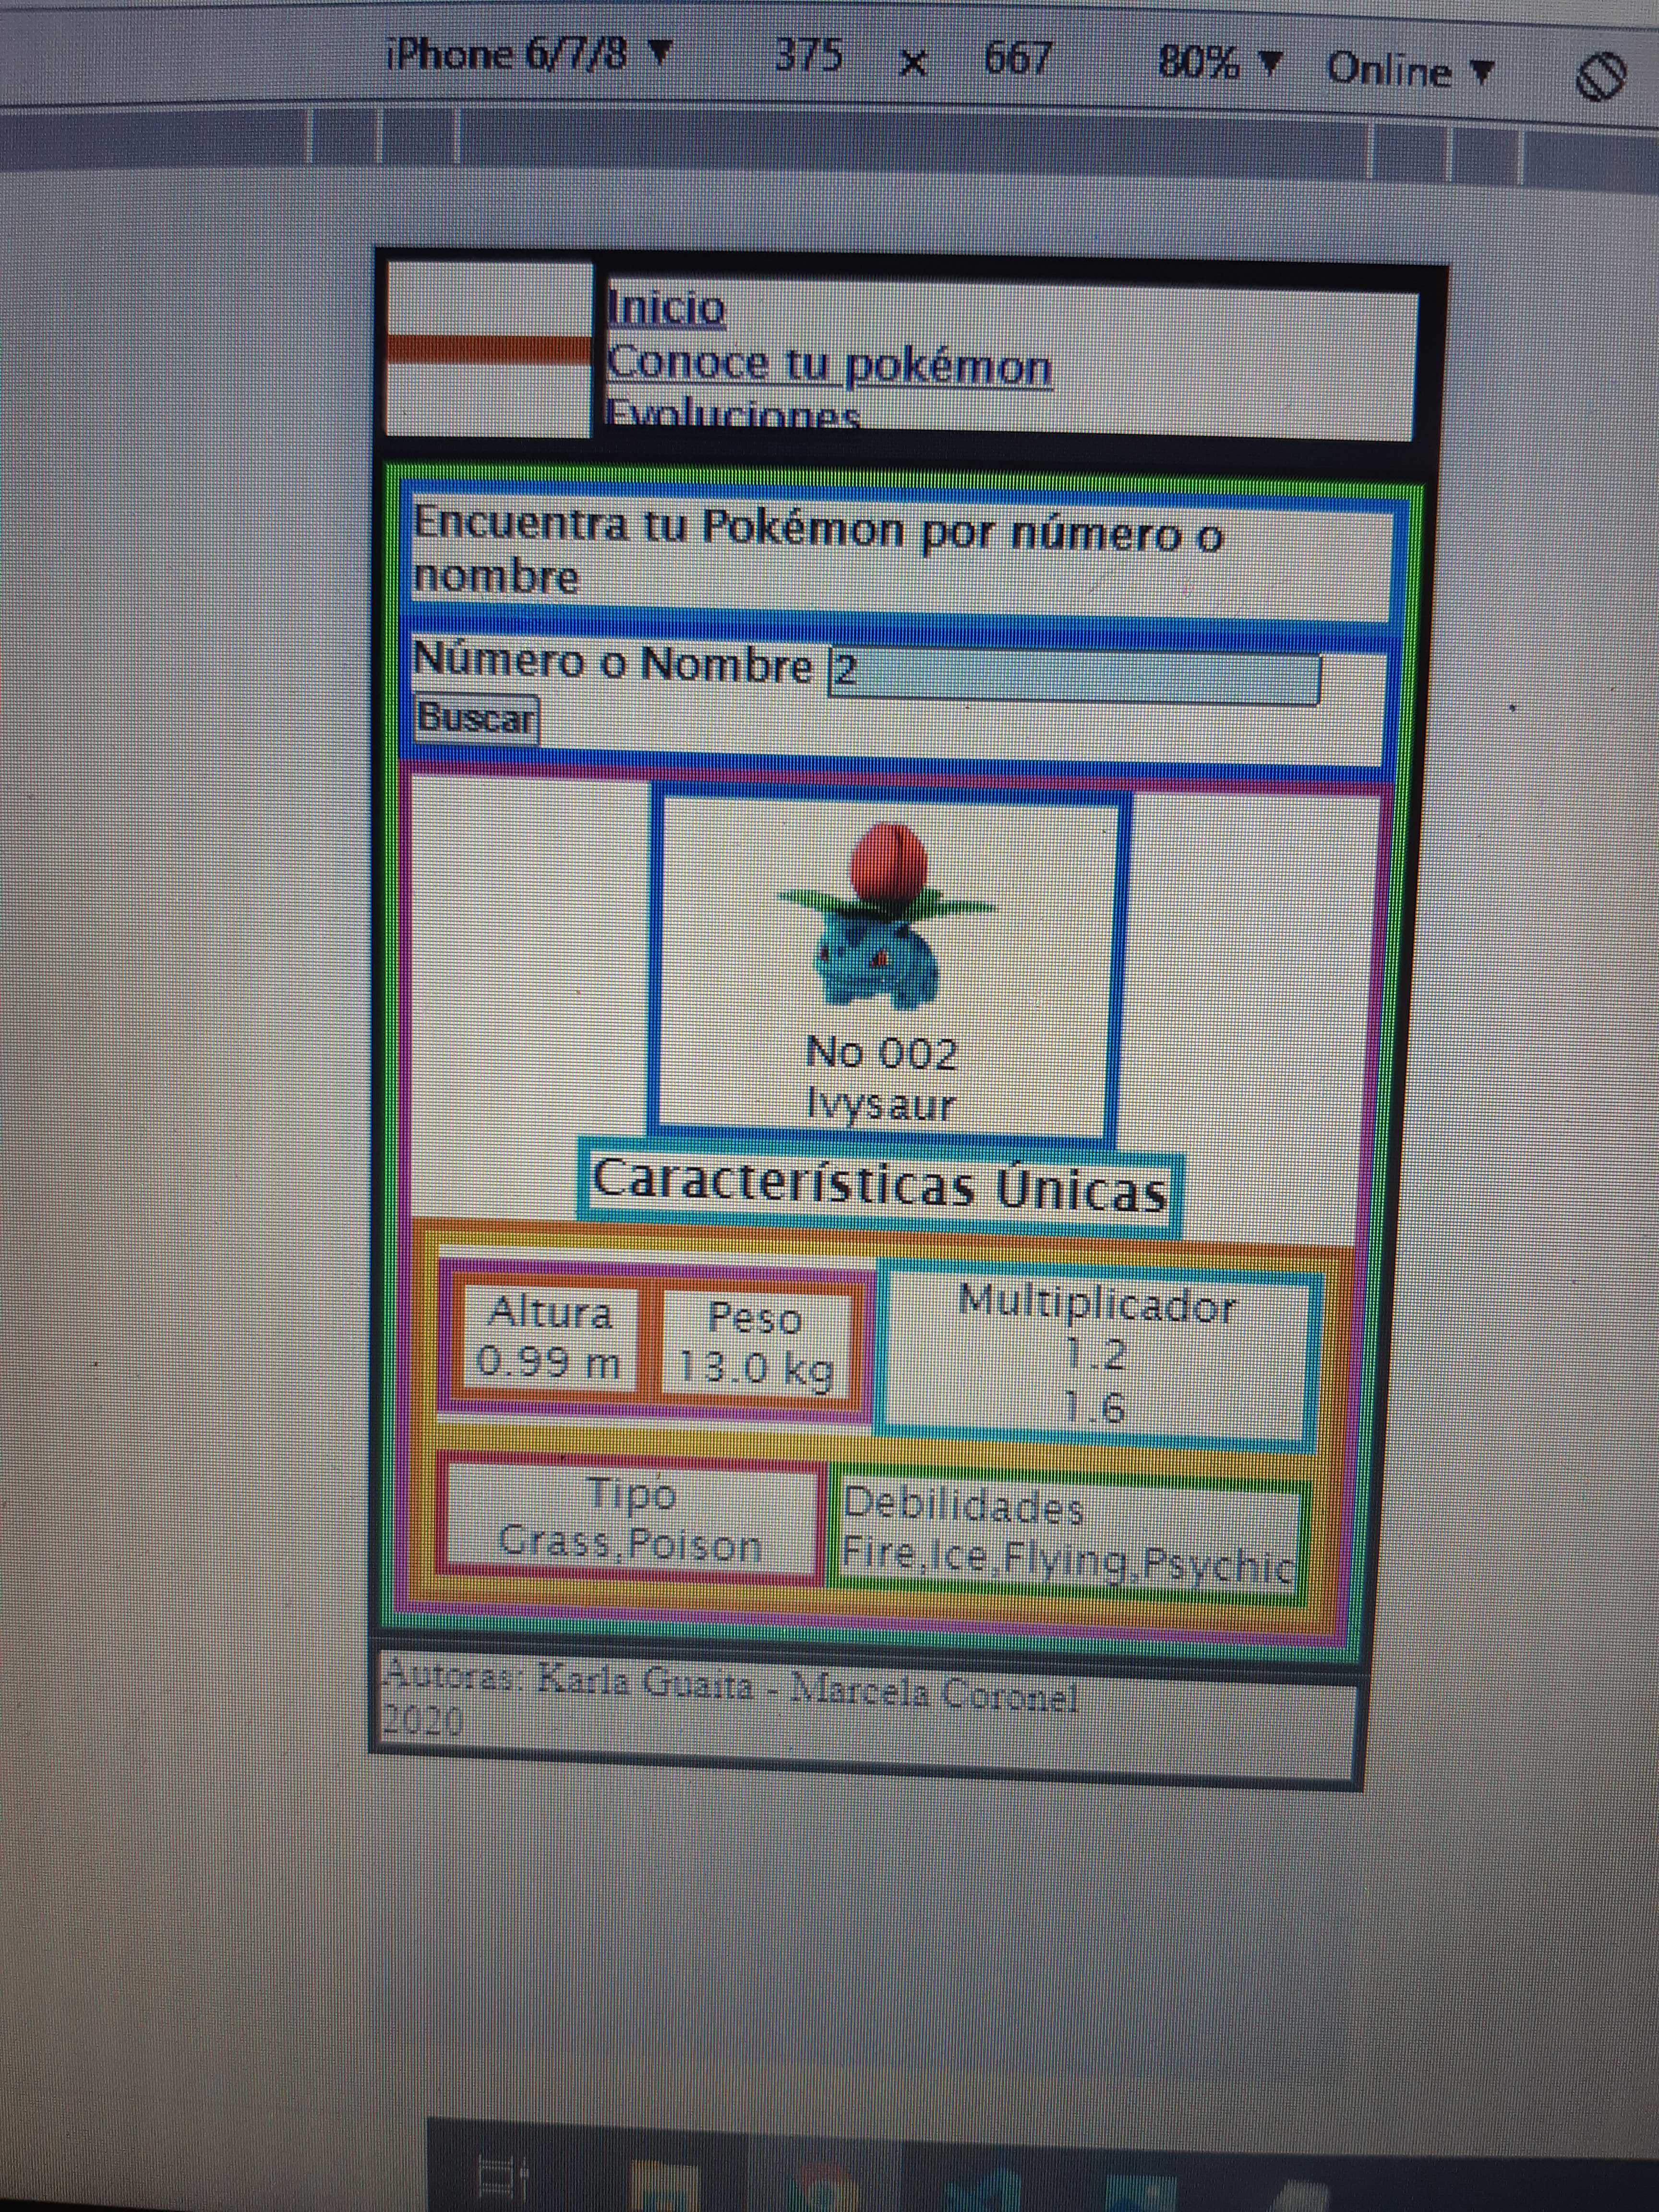 iPhone 6/7/8 ▼ 375 x 667 80% ▼ Online ▼
Inicio
Conoce tu pokémon
Evoluciones
Encuentra tu Pokémon por número o
nombre
Número o Nombre 2
Buscar
No 002
Ivysaur
Características Únicas
Altura
0.99 m
Peso
13.0 kg
Multiplicador
1.2
1.6
Tipo
Grass,Poison
Debilidades
Fire,Ice,Flying,Psychic
Autoras: Karla Guaita - Marcela Coronel
2020